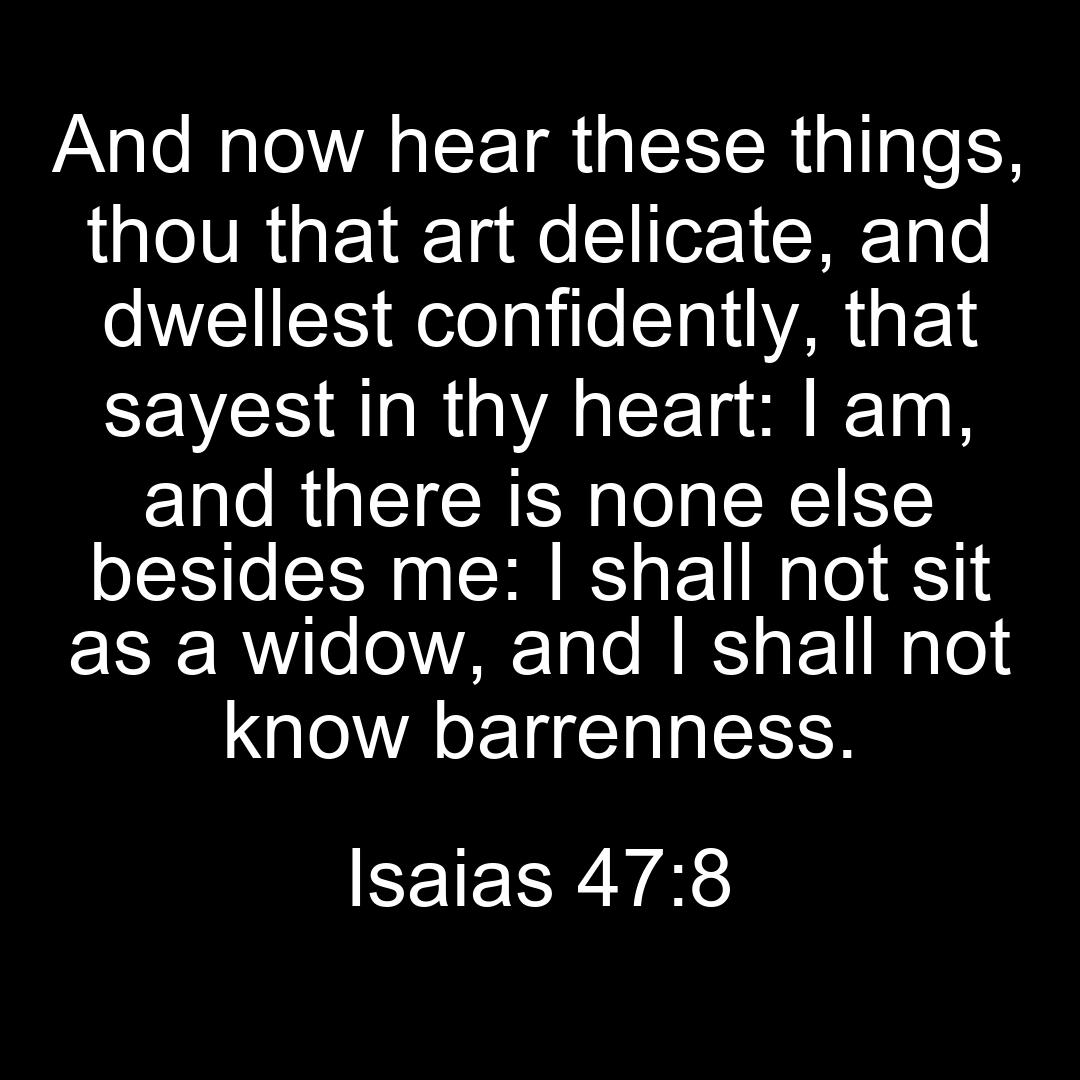 And now hear these things,
thou that art delicate, and
dwellest confidently, that
sayest in thy heart: I am,
and there is none else
besides me: I shall not sit
as a widow, and I shall not
know barrenness.
Isaias 47:8